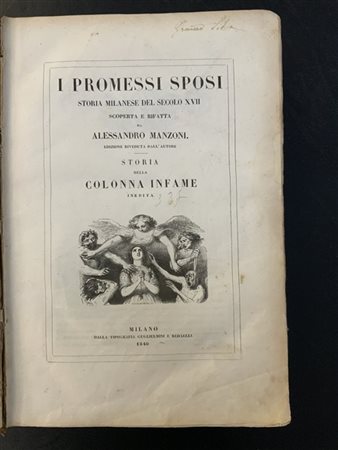 I PROMESSI SPOSI
STORIA MILANESE DEL SECOLO XVII
SCOPERTA E RIFATTA
DA
ALESSANDRO MANZONI.
EDIZIONE RIVEDUTA DALL'AUTORE
STORIA
DELLA
COLONNA INFAME
INEDITA.
MILANO
DALLA TIPOGRAFIA GUGLIELMINI E REDAELLI
1840